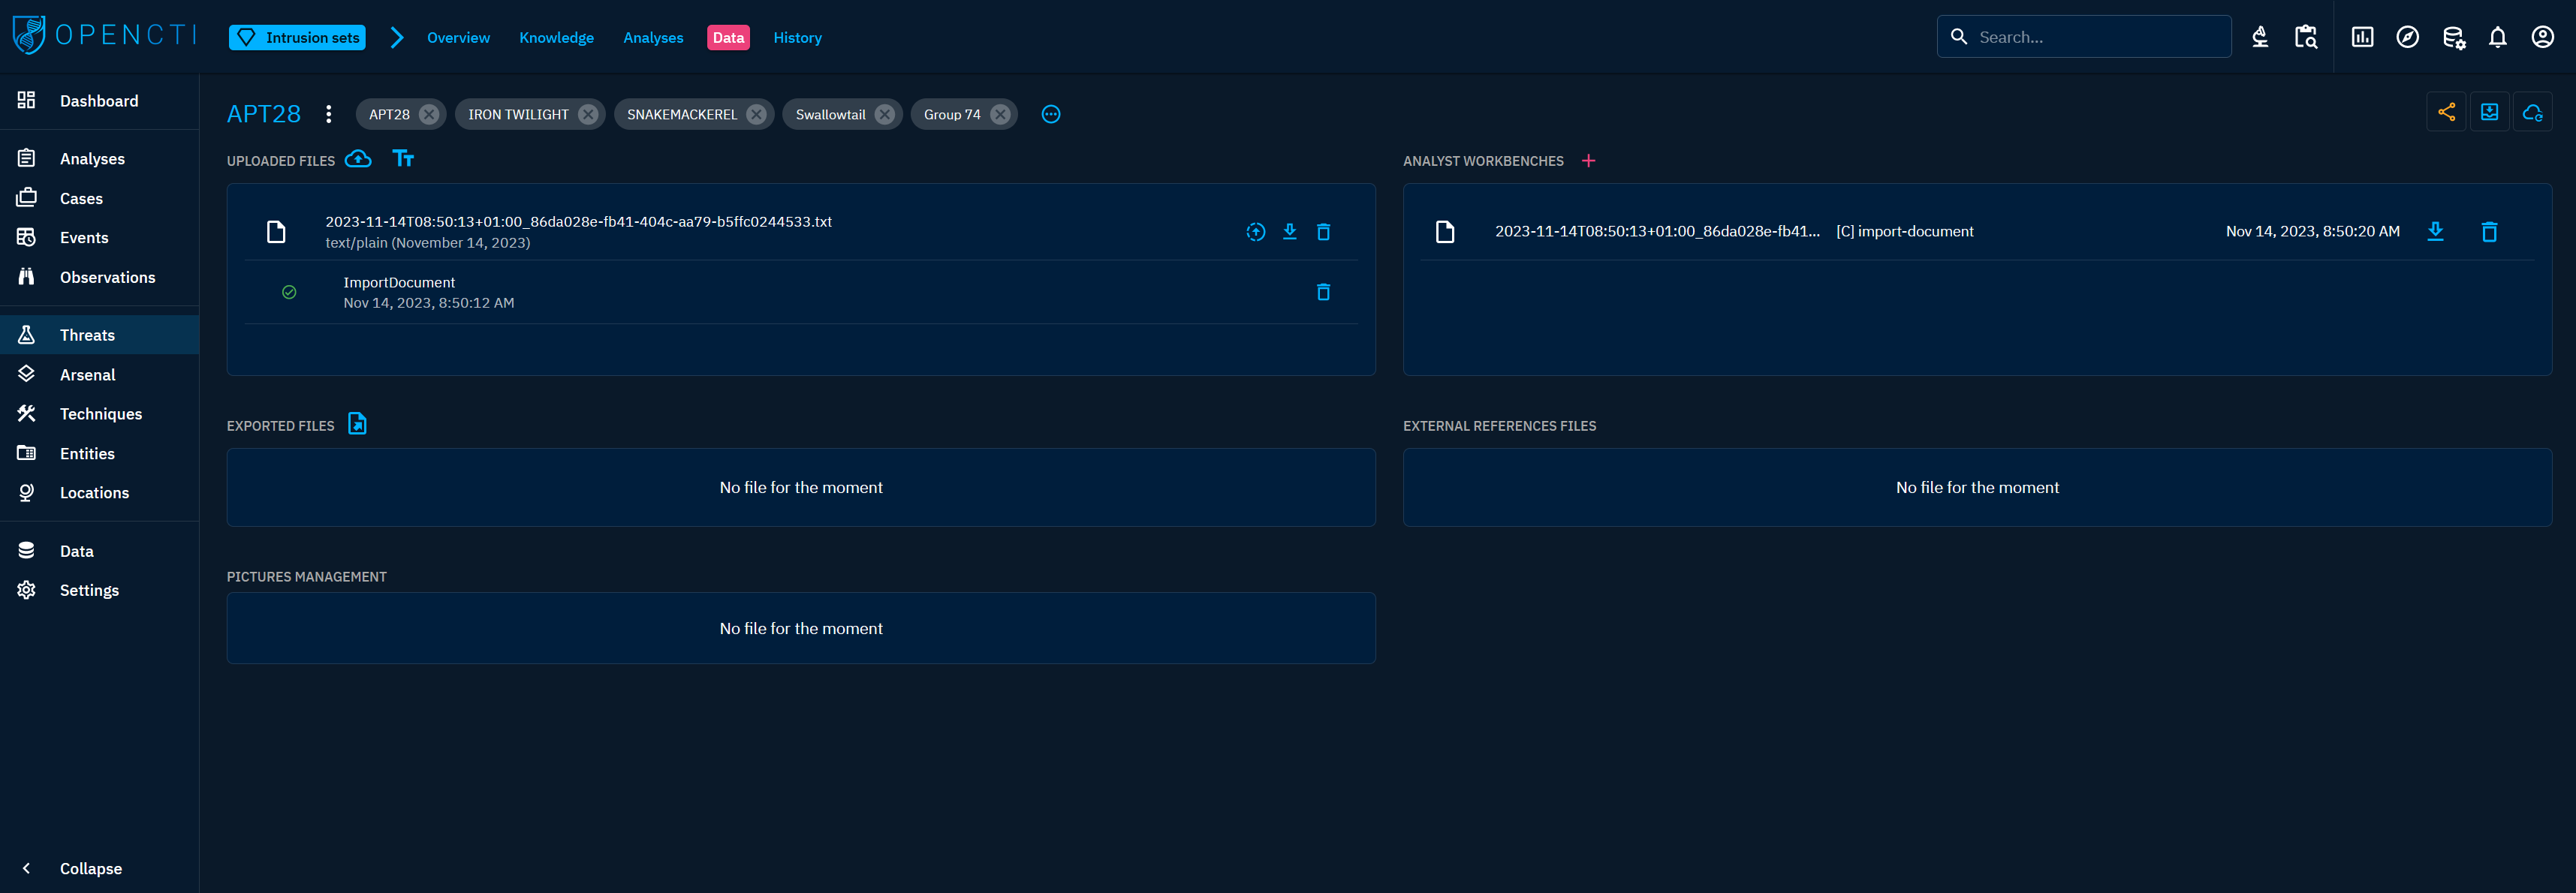 OPENCTI
Intrusion sets
Overview
Knowledge
Analyses
Data
History
Search...
Dashboard
Analyses
Cases
Events
Observations
Threats
Arsenal
Techniques
Entities
Locations
Data
Settings
Collapse
APT28
APT28
IRON TWILIGHT
SNAKEMACKEREL
Swallowtail
Group 74
UPLOADED FILES
2023-11-14T08:50:13+01:00_86da028e-fb41-404c-aa79-b5ffc0244533.txt
text/plain (November 14, 2023)
ImportDocument
Nov 14, 2023, 8:50:12 AM
ANALYST WORKBENCHES
2023-11-14T08:50:13+01:00_86da028e-fb41... [C] import-document Nov 14, 2023, 8:50:20 AM
EXPORTED FILES
No file for the moment
EXTERNAL REFERENCES FILES
No file for the moment
PICTURES MANAGEMENT
No file for the moment